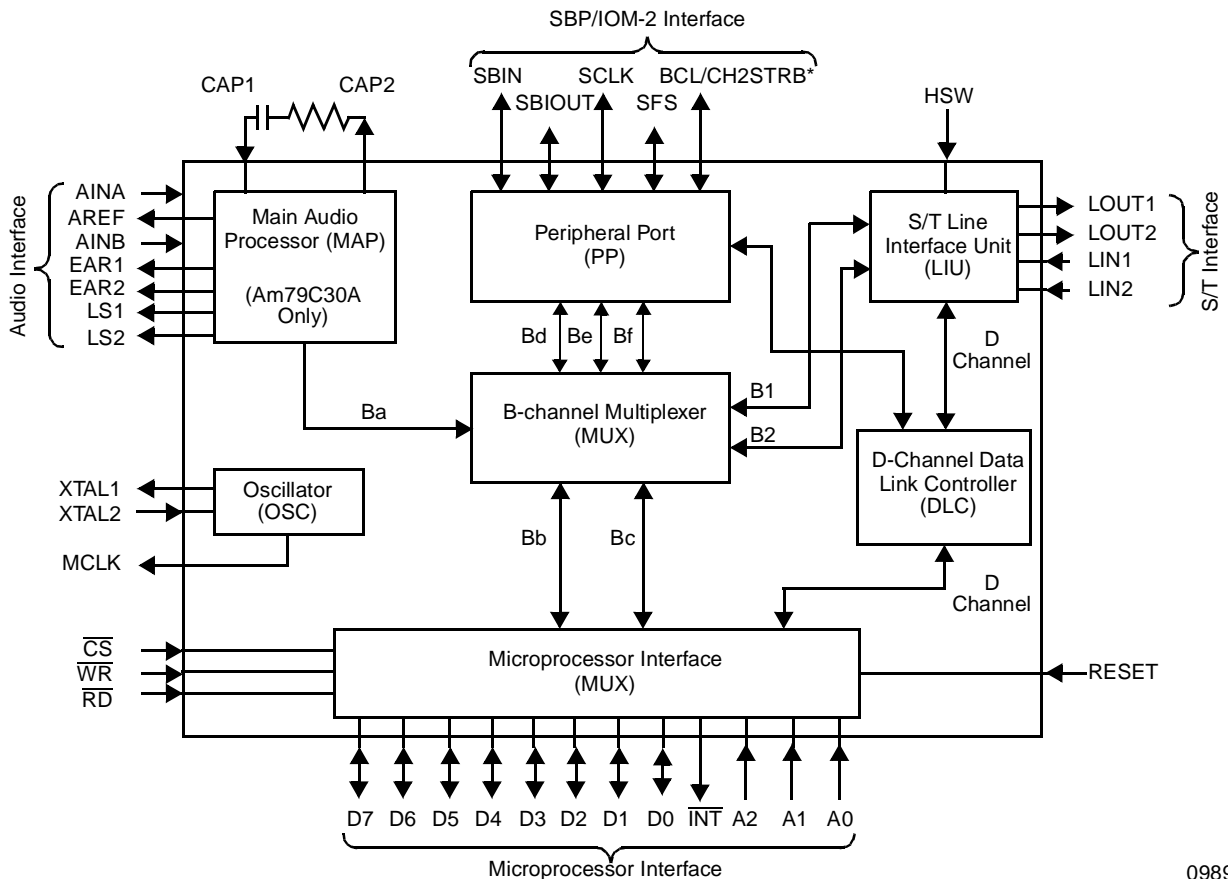 SBP/IOM-2 Interface
SBIN
SCLK
BCL/CH2STRB*
SBIOUT
SFS
CAP1
CAP2
HSW
Audio Interface
AINA
AREF
AINB
EAR1
EAR2
LS1
LS2
Main Audio
Processor (MAP)
(Am79C30A
Only)
Peripheral Port
(PP)
S/T Line
Interface Unit
(LIU)
LOUT1
LOUT2
LIN1
LIN2
S/T Interface
Bd
Be
Bf
D
Channel
Ba
B-channel Multiplexer
(MUX)
B1
B2
D-Channel Data
Link Controller
(DLC)
XTAL1
XTAL2
MCLK
Oscillator
(OSC)
Bb
Bc
D
Channel
CS
WR
RD
Microprocessor Interface
(MUX)
RESET
D7 D6 D5 D4 D3 D2 D1 D0 INT A2 A1 A0
Microprocessor Interface
0989